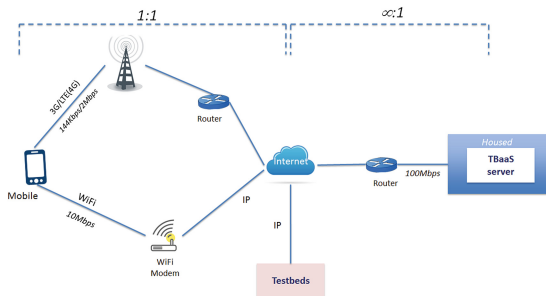 1:1
∞:1
3G/LTE(4G)
144Kbps/2Mbps
Router
Internet
Housed
TBaaS
server
Router
100Mbps
Mobile
WiFi
10Mbps
IP
IP
WiFi
Modem
Testbeds